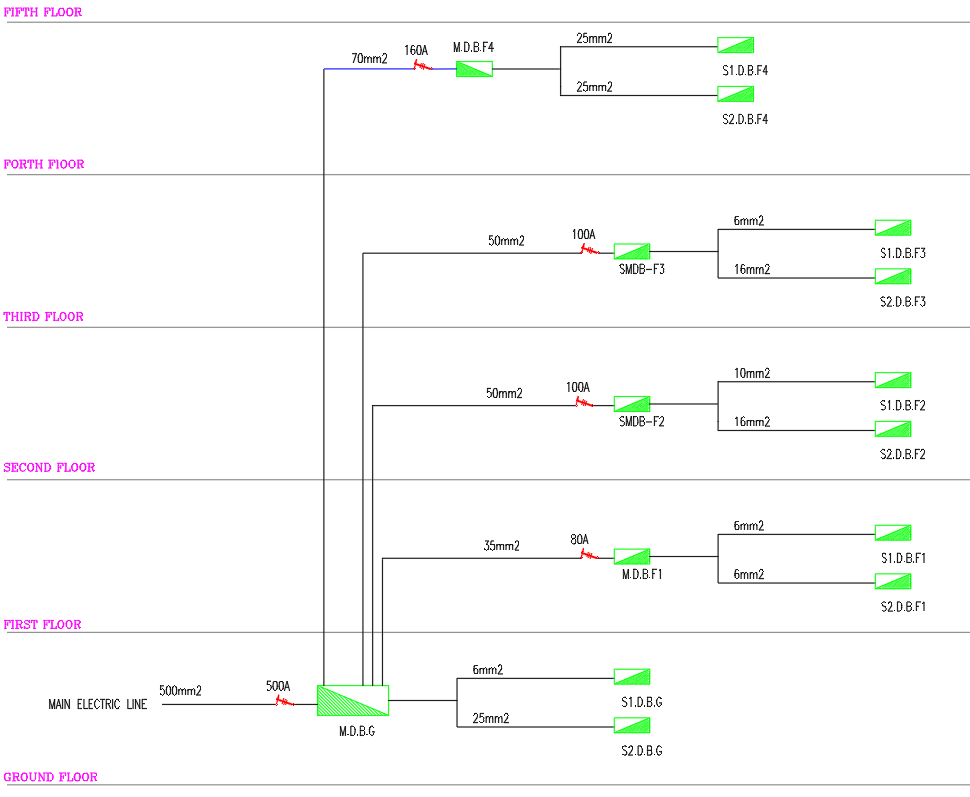 FIFTH FLOOR
70mm2
160A
M.D.B.F4
25mm2
S1.D.B.F4
25mm2
S2.D.B.F4
FORTH FlOOR
50mm2
100A
SMDB-F3
6mm2
S1.D.B.F3
16mm2
S2.D.B.F3
THIRD FLOOR
50mm2
100A
SMDB-F2
10mm2
S1.D.B.F2
16mm2
S2.D.B.F2
SECOND FLOOR
35mm2
80A
M.D.B.F1
6mm2
S1.D.B.F1
6mm2
S2.D.B.F1
FIRST FLOOR
MAIN ELECTRIC LINE
500mm2
500A
M.D.B.G
6mm2
S1.D.B.G
25mm2
S2.D.B.G
GROUND FLOOR